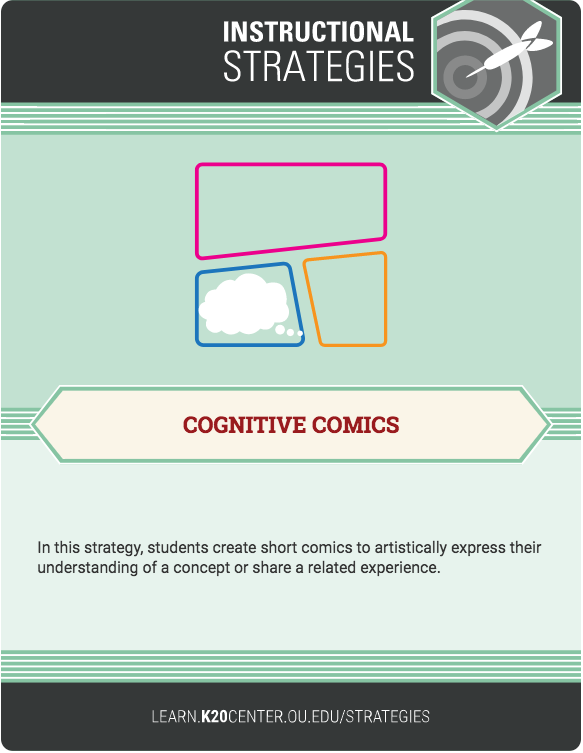 INSTRUCTIONAL
STRATEGIES
COGNITIVE COMICS
In this strategy, students create short comics to artistically express their
understanding of a concept or share a related experience.
LEARN.K20CENTER.OU.EDU/STRATEGIES